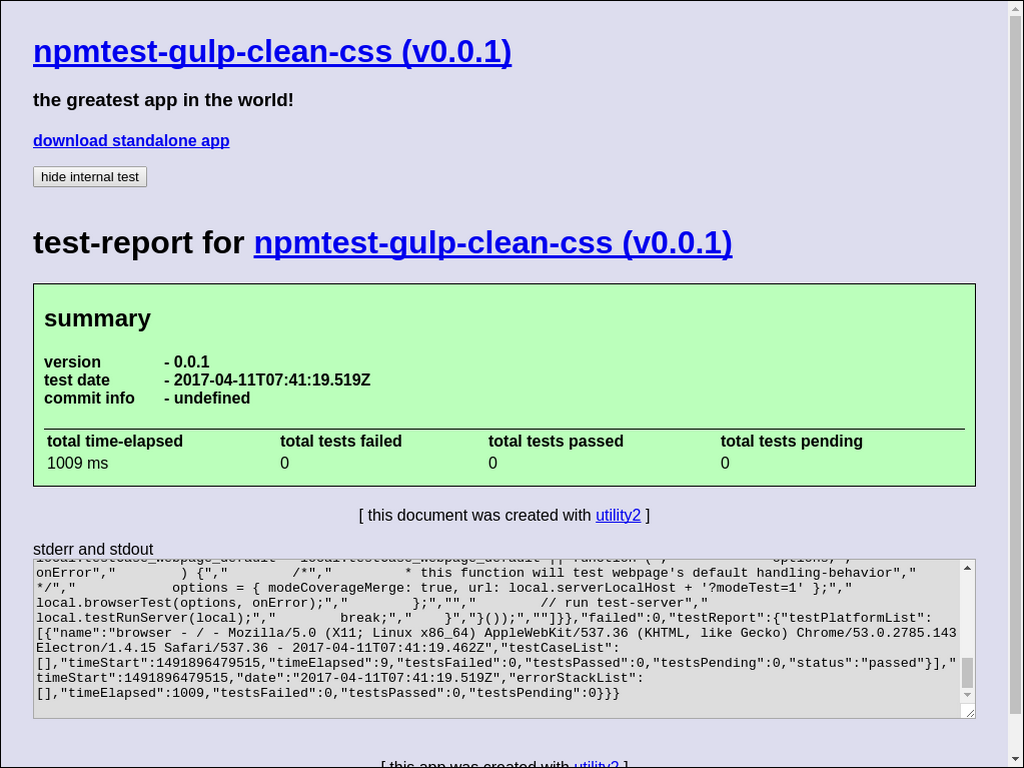 npmtest-gulp-clean-css (v0.0.1)
the greatest app in the world!
download standalone app
hide internal test
test-report for npmtest-gulp-clean-css (v0.0.1)
summary
version - 0.0.1
test date - 2017-04-11T07:41:19.519Z
commit info - undefined
total time-elapsed total tests failed total tests passed total tests pending
1009 ms 0 0 0
[ this document was created with utility2 ]
stderr and stdout
onError","        ) {","        /*","         * this function will test webpage's default handling-behavior","
*/","            options = { modeCoverageMerge: true, url: local.serverLocalHost + '?modeTest=1' };","
local.browserTest(options, onError);","        };","","        // run test-server","
local.testRunServer(local);","        break;","    }","}());",""]}},"failed":0,"testReport":{"testPlatformList":
[{"name":"browser - / - Mozilla/5.0 (X11; Linux x86_64) AppleWebKit/537.36 (KHTML, like Gecko) Chrome/53.0.2785.143
Electron/1.4.15 Safari/537.36 - 2017-04-11T07:41:19.462Z","testCaseList":
[],"timeStart":1491896479515,"timeElapsed":9,"testsFailed":0,"testsPassed":0,"testsPending":0,"status":"passed"}],"
timeStart":1491896479515,"date":"2017-04-11T07:41:19.519Z","errorStackList":
[],"timeElapsed":1009,"testsFailed":0,"testsPassed":0,"testsPending":0}}}
[ this app was created with utility2 ]